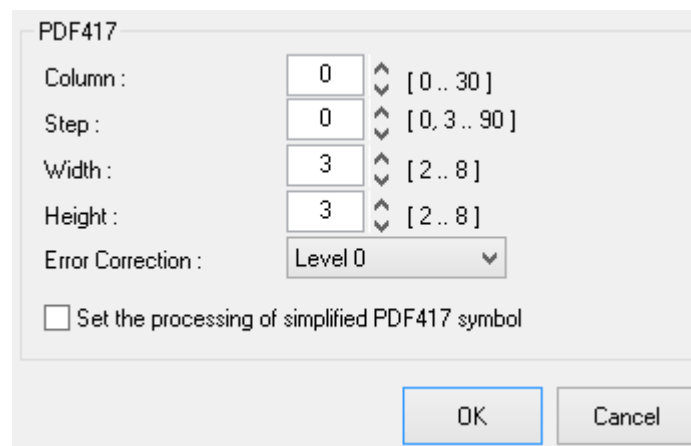 PDF417
Column : 0 [ 0 .. 30 ]
Step : 0 [ 0, 3 .. 90 ]
Width : 3 [ 2 .. 8 ]
Height : 3 [ 2 .. 8 ]
Error Correction : Level 0
Set the processing of simplified PDF417 symbol
OK Cancel